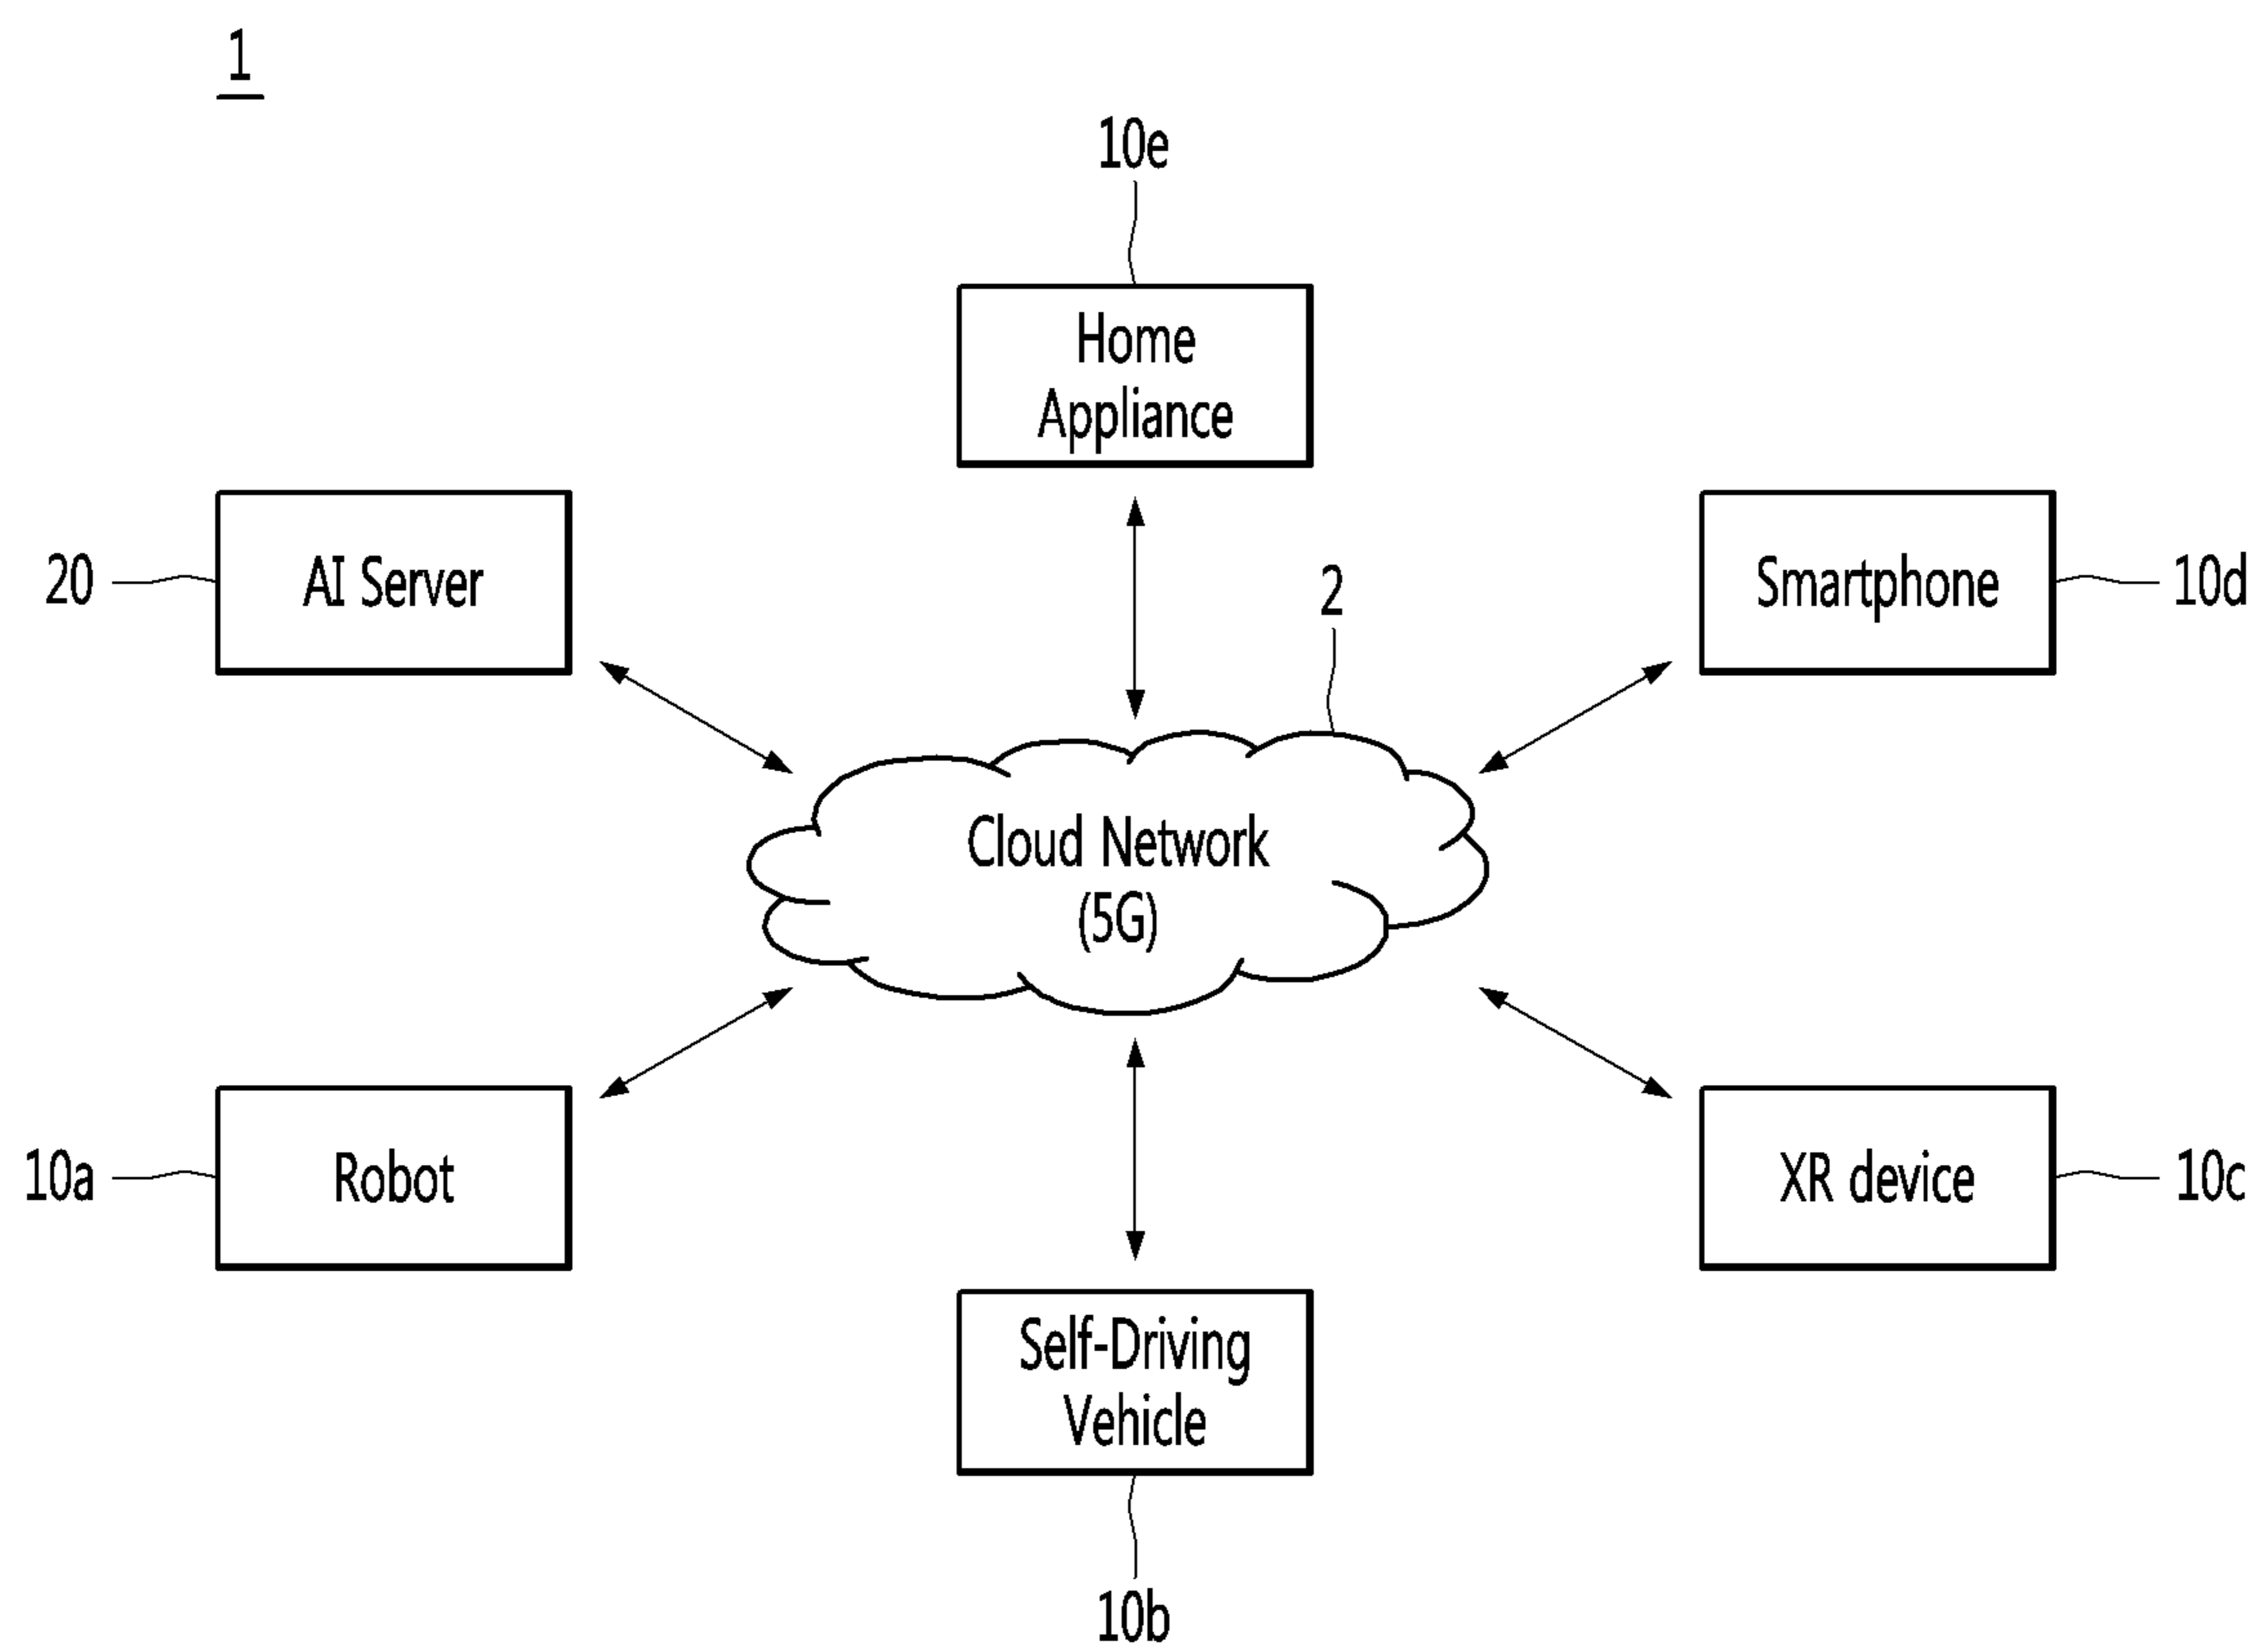 1
10e
Home
Appliance
20
AI Server
Smartphone
10d
2
Cloud Network
(5G)
10a
Robot
XR device
10c
Self-Driving
Vehicle
10b